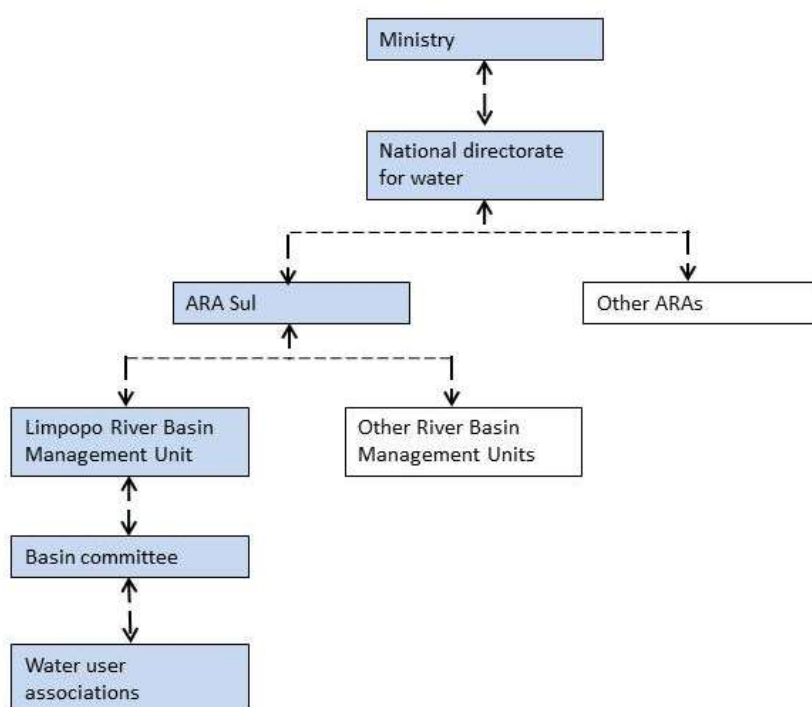 Ministry
National directorate
for water
ARA Sul
Other ARAs
Limpopo River Basin
Management Unit
Other River Basin
Management Units
Basin committee
Water user
associations